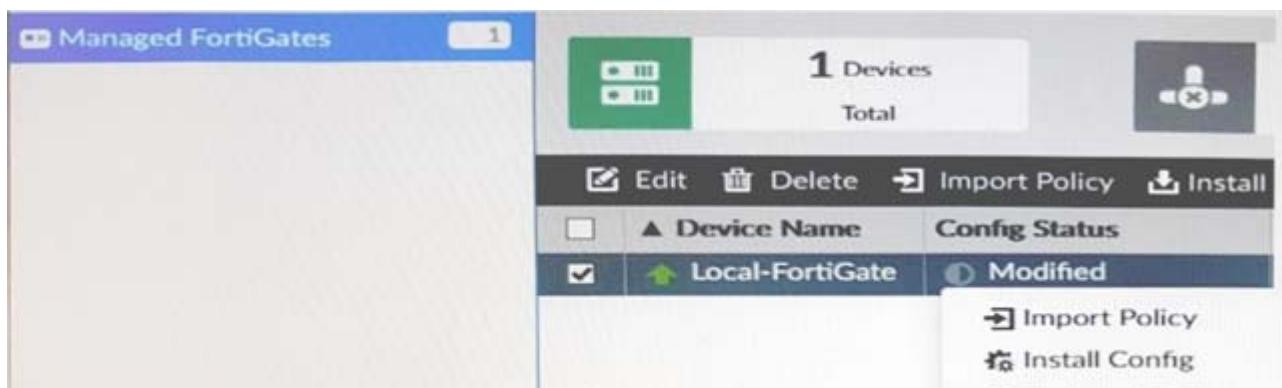 Managed FortiGates 1
1 Devices
Total
Edit Delete Import Policy Install
Device Name Config Status
Local-FortiGate Modified
Import Policy
Install Config